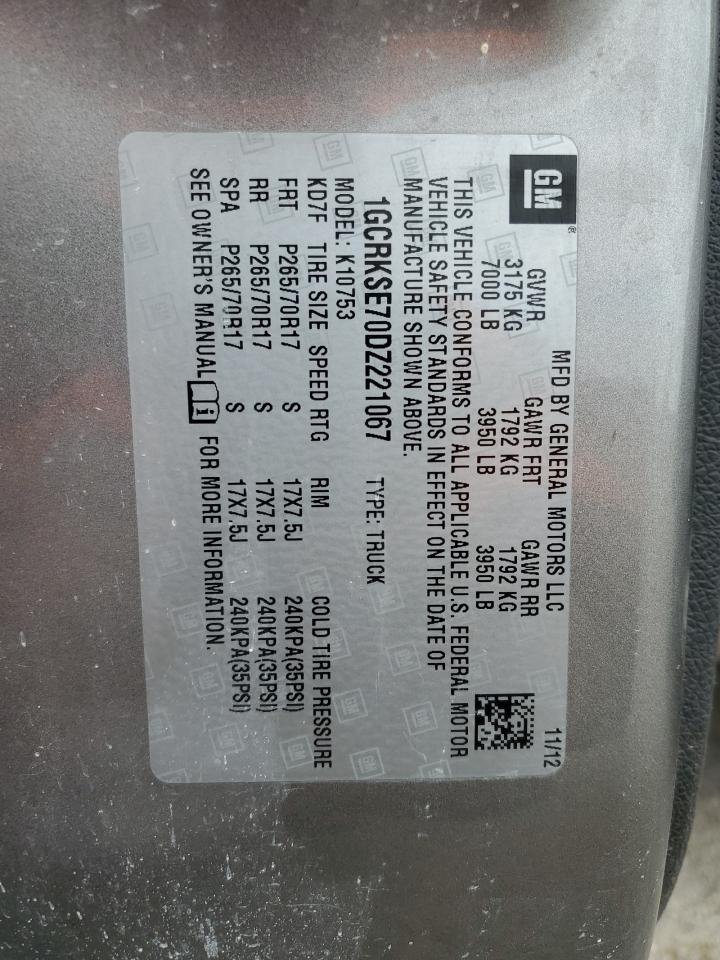 GM
MFD BY GENERAL MOTORS LLC 11/12
GVWR GAWR FRT GAWR RR
3175 KG 1792 KG 1792 KG
7000 LB 3950 LB 3950 LB
THIS VEHICLE CONFORMS TO ALL APPLICABLE U.S. FEDERAL MOTOR
VEHICLE SAFETY STANDARDS IN EFFECT ON THE DATE OF
MANUFACTURE SHOWN ABOVE.
1GCRKSE70DZ221067 TYPE: TRUCK
MODEL: K10753
KD7F TIRE SIZE SPEED RTG RIM COLD TIRE PRESSURE
FRT P265/70R17 S 17X7.5J 240KPA(35PSI)
RR P265/70R17 S 17X7.5J 240KPA(35PSI)
SPA P265/70R17 S 17X7.5J 240KPA(35PSI)
SEE OWNER'S MANUAL FOR MORE INFORMATION.